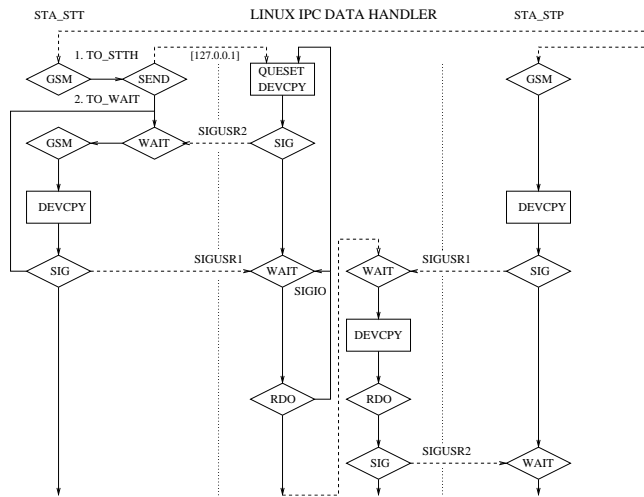 STA_STT
LINUX IPC DATA HANDLER
STA_STP
1. TO_STTH
[127.0.0.1]
GSM
SEND
QUESET
DEVCPY
GSM
2. TO_WAIT
GSM
WAIT
SIGUSR2
SIG
DEVCPY
DEVCPY
SIG
SIGUSR1
WAIT
WAIT
SIGUSR1
SIG
SIGIO
DEVCPY
RDO
RDO
SIG
SIGUSR2
WAIT